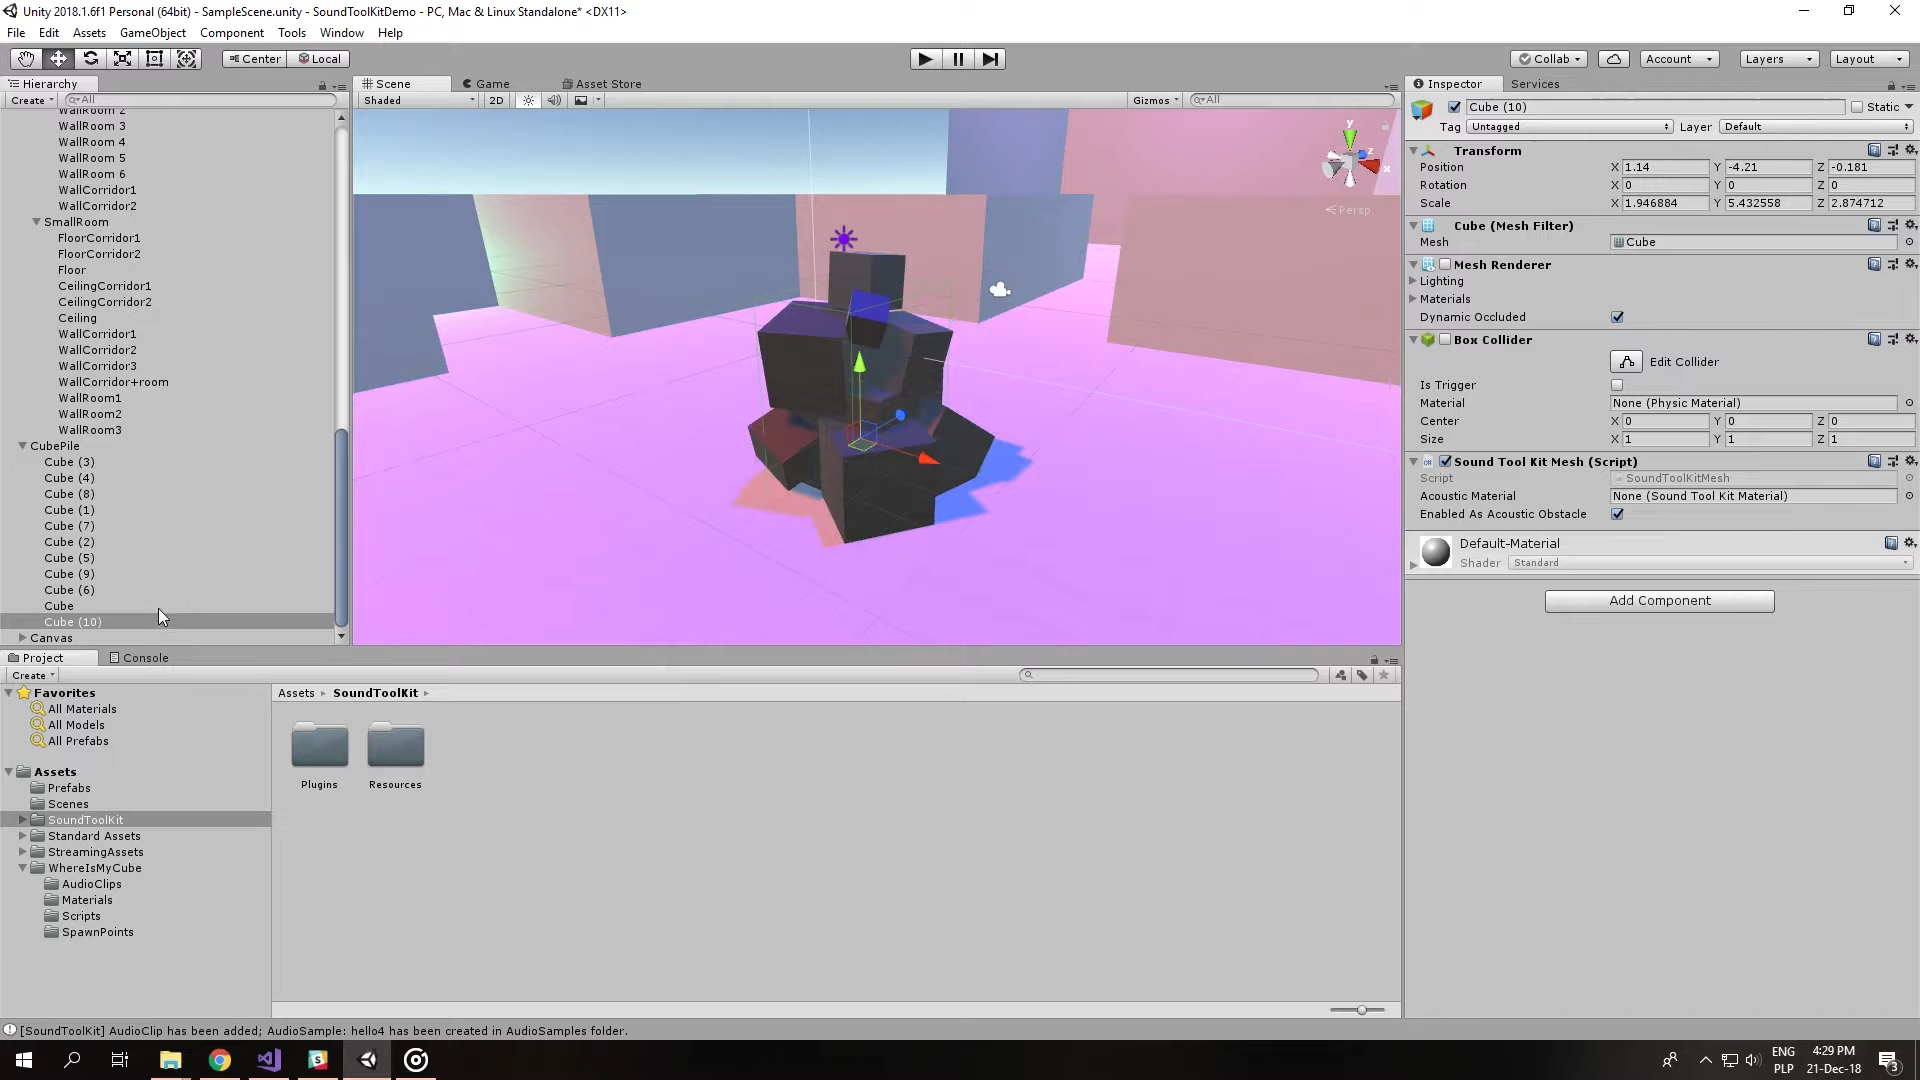 Unity 2018.1.6f1 Personal (64bit) - SampleScene.unity - SoundToolKitDemo - PC, Mac & Linux Standalone* <DX11>
File Edit Assets GameObject Component Tools Window Help
Center Local
Collab Account Layers Layout
Hierarchy
Create All
WallRoom 2
WallRoom 3
WallRoom 4
WallRoom 5
WallRoom 6
WallCorridor1
WallCorridor2
SmallRoom
FloorCorridor1
FloorCorridor2
Floor
CeilingCorridor1
CeilingCorridor2
Ceiling
WallCorridor1
WallCorridor2
WallCorridor3
WallCorridor+room
WallRoom1
WallRoom2
WallRoom3
CubePile
Cube (3)
Cube (4)
Cube (8)
Cube (1)
Cube (7)
Cube (2)
Cube (5)
Cube (9)
Cube (6)
Cube
Cube (10)
Canvas
Scene Game Asset Store
Shaded 2D Gizmos All
y
z
x
Persp
Inspector Services
Cube (10) Static
Tag Untagged Layer Default
Transform
Position X 1.14 Y -4.21 Z -0.181
Rotation X 0 Y 0 Z 0
Scale X 1.946884 Y 5.432558 Z 2.874712
Cube (Mesh Filter)
Mesh Cube
Mesh Renderer
Lighting
Materials
Dynamic Occluded
Box Collider
Edit Collider
Is Trigger
Material None (Physic Material)
Center X 0 Y 0 Z 0
Size X 1 Y 1 Z 1
Sound Tool Kit Mesh (Script)
Script SoundToolKitMesh
Acoustic Material None (Sound Tool Kit Material)
Enabled As Acoustic Obstacle
Default-Material
Shader Standard
Add Component
Project Console
Create
Favorites
All Materials
All Models
All Prefabs
Assets
Prefabs
Scenes
SoundToolKit
Standard Assets
StreamingAssets
WhereIsMyCube
AudioClips
Materials
Scripts
SpawnPoints
Assets SoundToolKit
Plugins Resources
[SoundToolKit] AudioClip has been added; AudioSample: hello4 has been created in AudioSamples folder.
ENG 4:29 PM
PLP 21-Dec-18
3